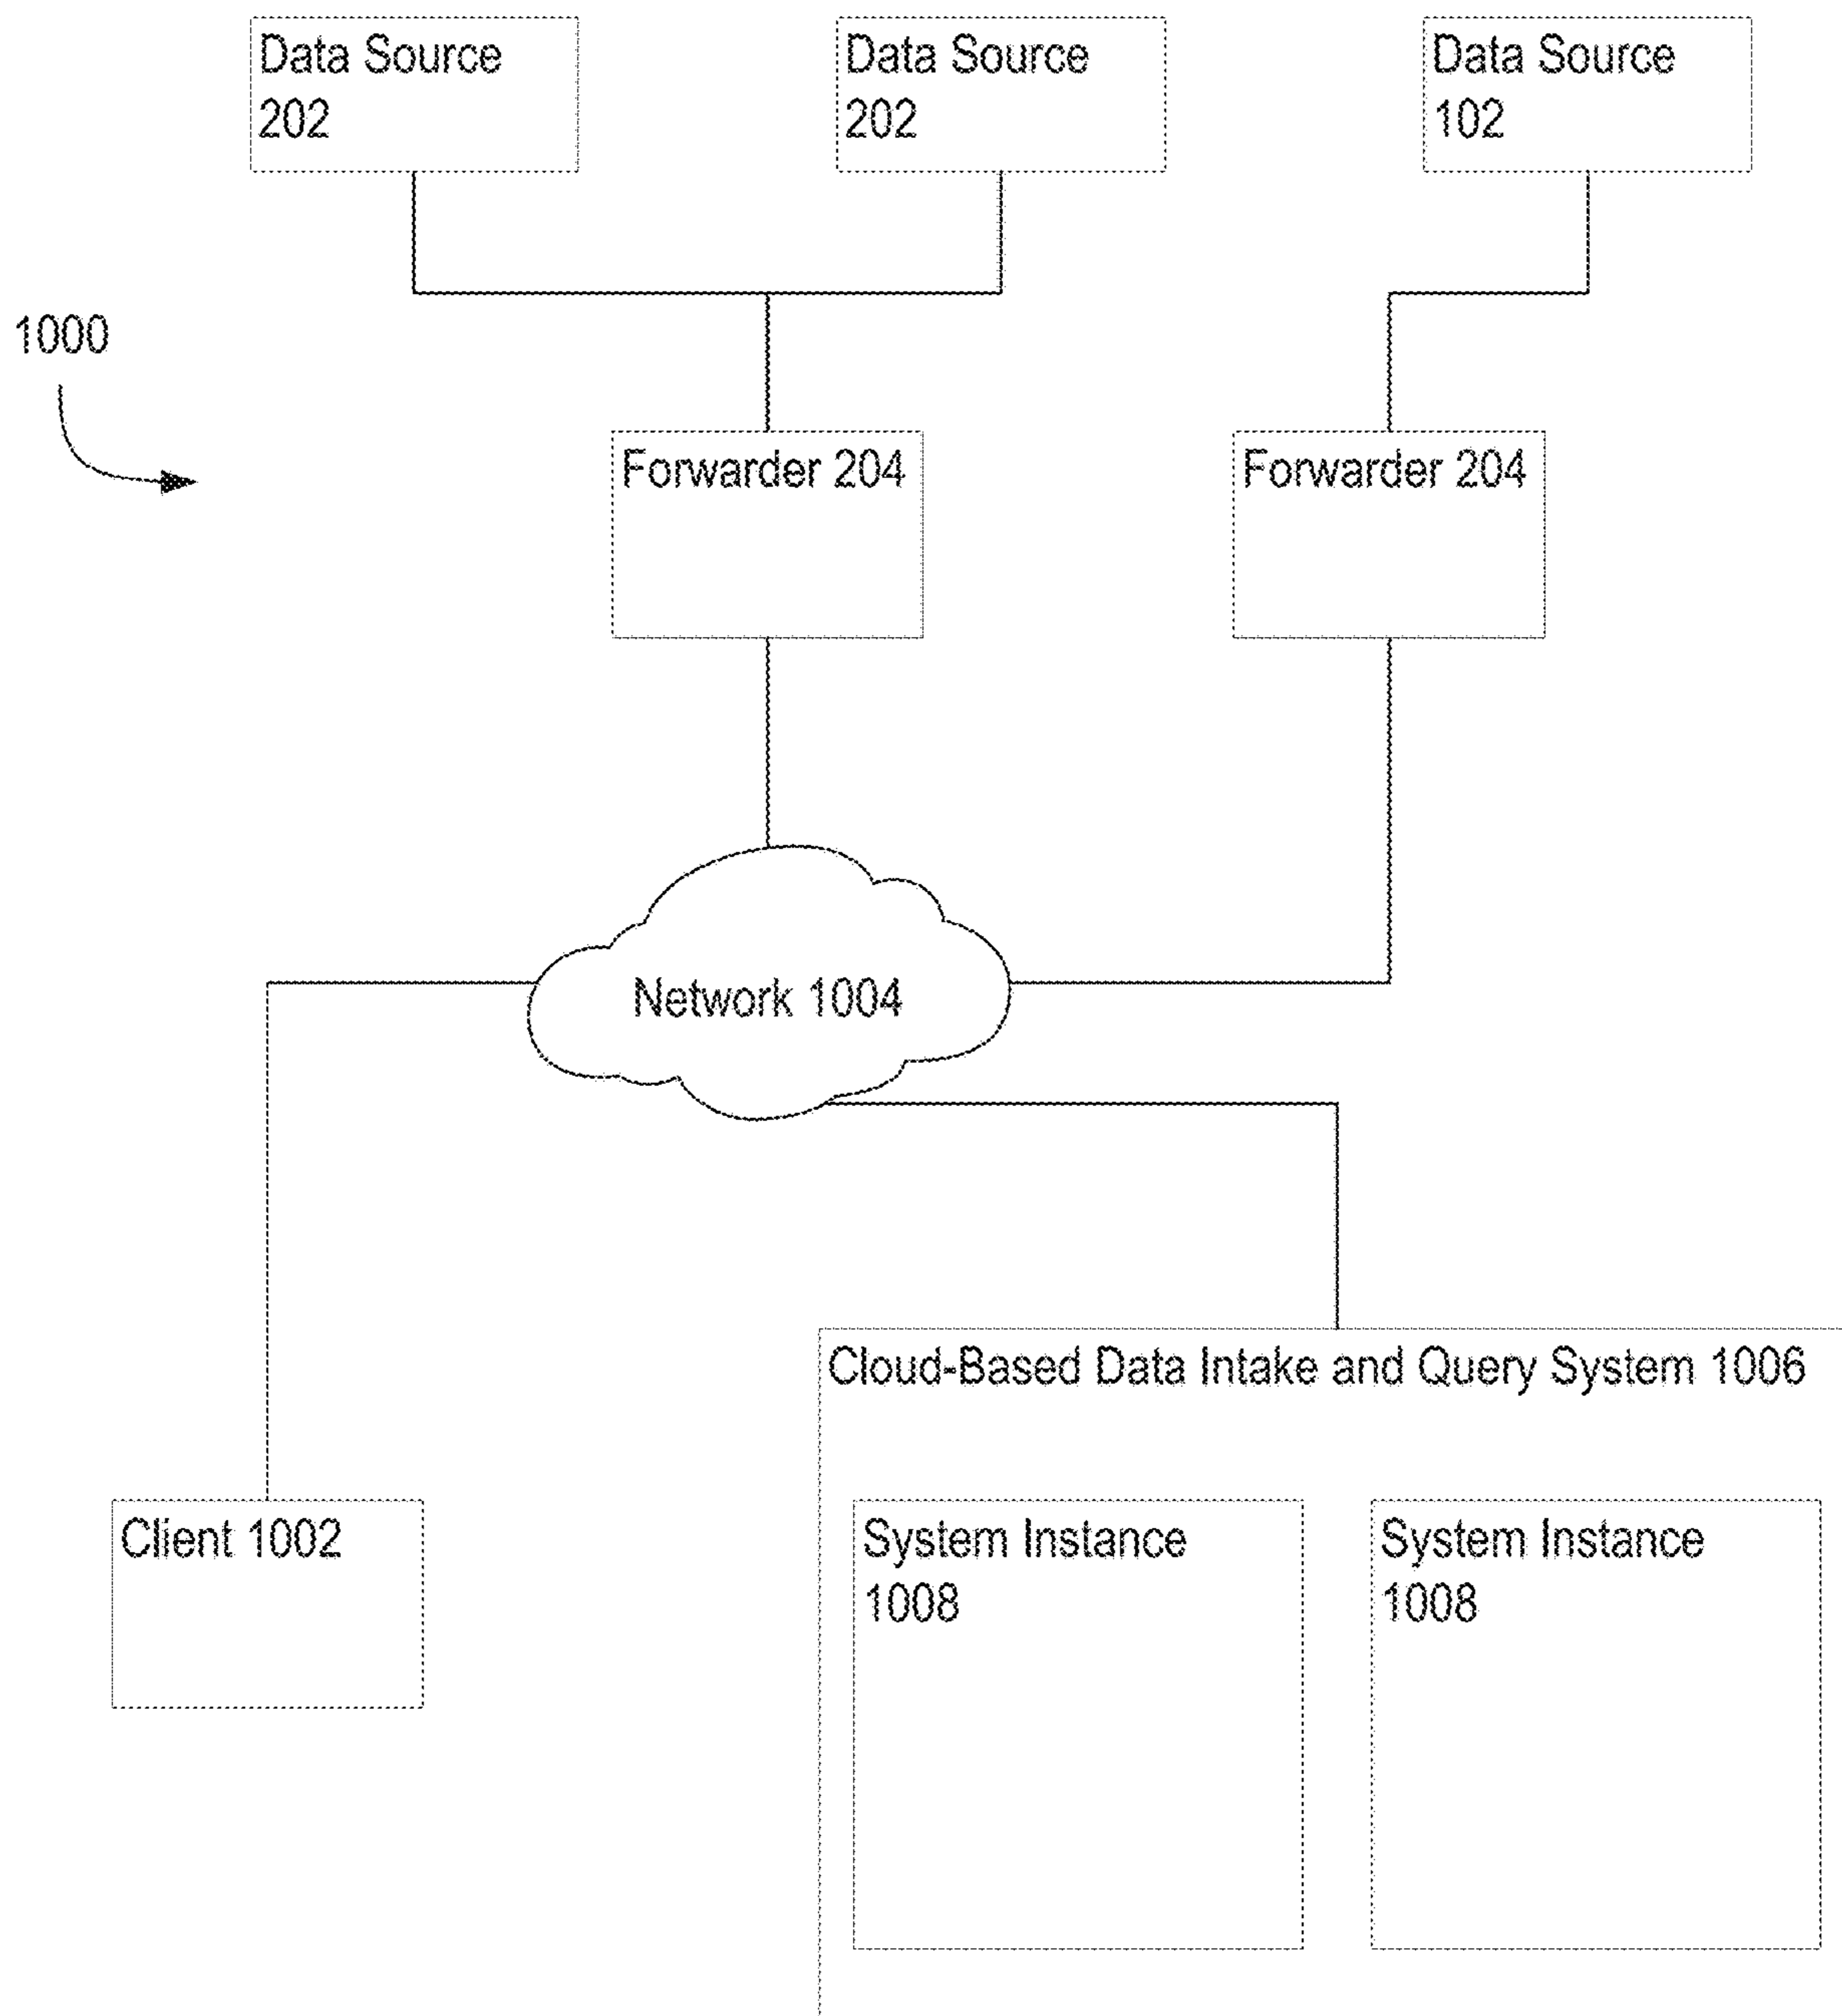 Data Source
202
Data Source
202
Data Source
102
1000
Forwarder 204
Forwarder 204
Network 1004
Cloud-Based Data Intake and Query System 1006
Client 1002
System Instance
1008
System Instance
1008